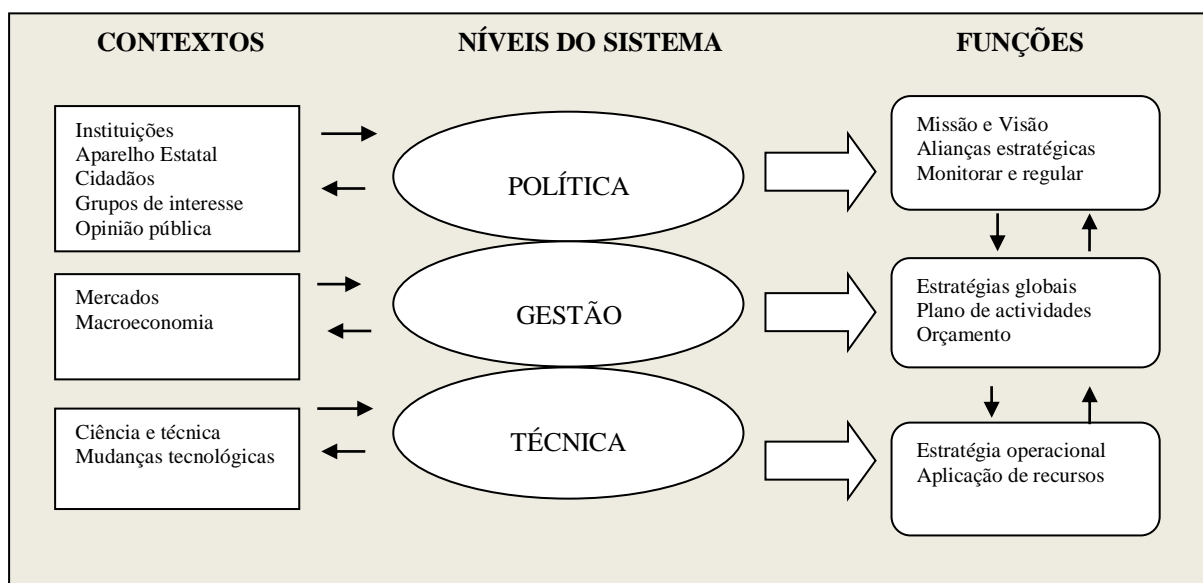 CONTEXTOS
NÍVEIS DO SISTEMA
FUNÇÕES
Instituições
Aparelho Estatal
Cidadãos
Grupos de interesse
Opinião pública
POLÍTICA
Missão e Visão
Alianças estratégicas
Monitorar e regular
Mercados
Macroeconomia
GESTÃO
Estratégias globais
Plano de actividades
Orçamento
Ciência e técnica
Mudanças tecnológicas
TÉCNICA
Estratégia operacional
Aplicação de recursos